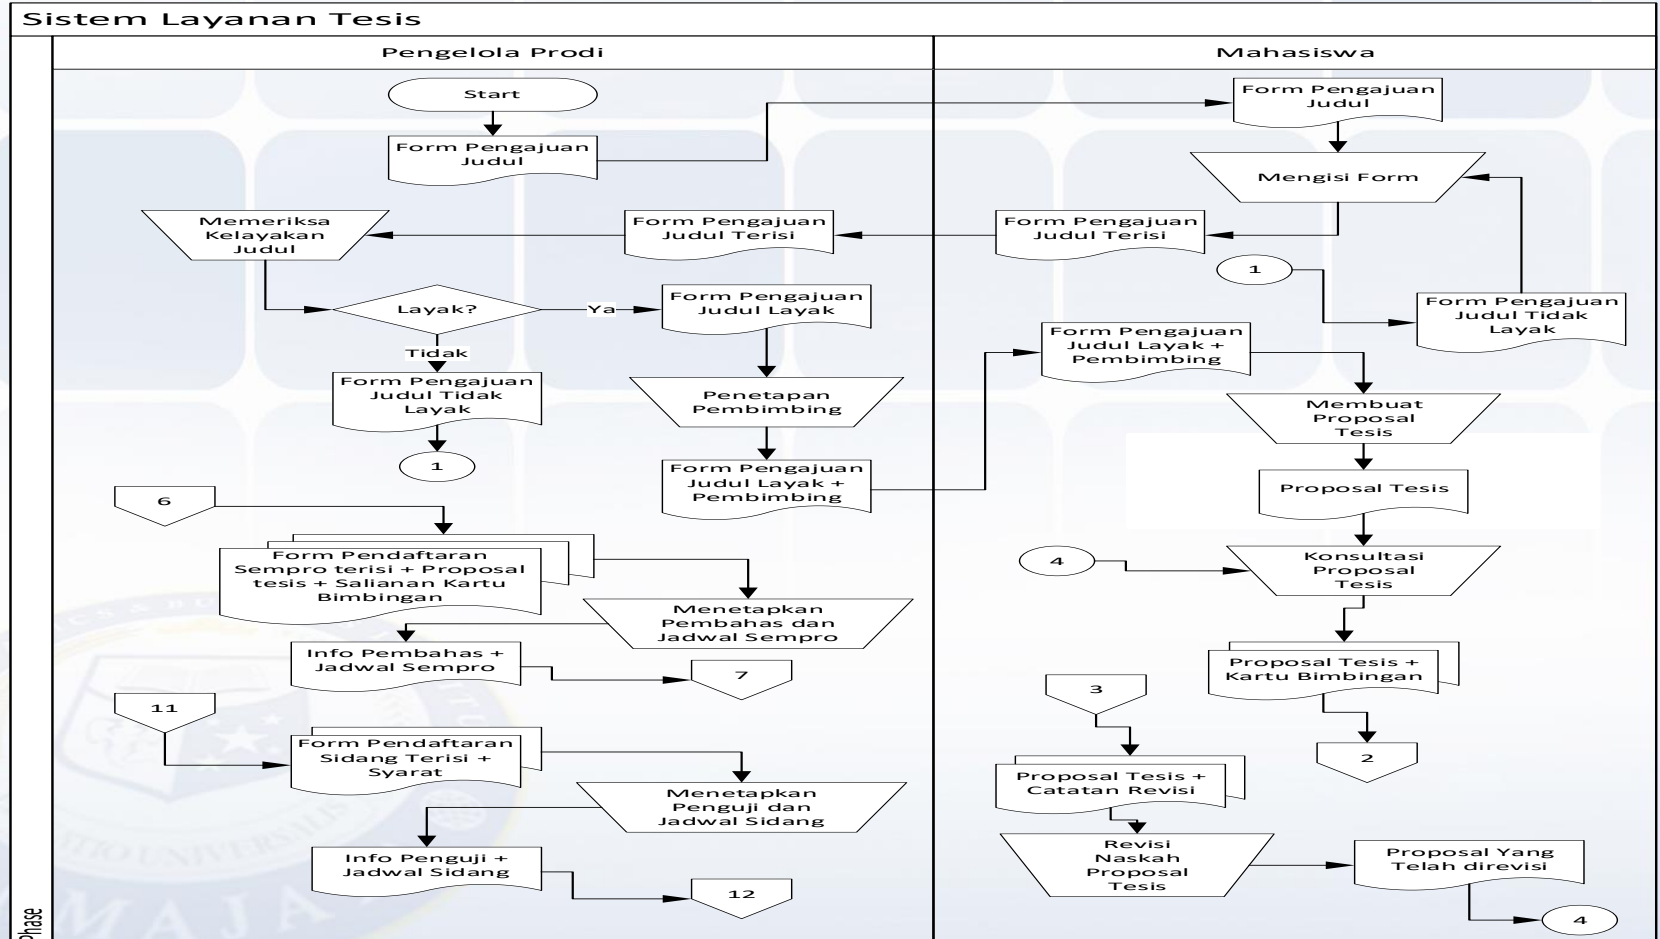 Sistem Layanan Tesis
Pengelola Prodi
Mahasiswa
Start
Form Pengajuan
Judul
Form Pengajuan
Judul
Mengisi Form
Form Pengajuan
Judul Terisi
Form Pengajuan
Judul Terisi
Memeriksa
Kelayakan
Judul
Layak?
Ya
Form Pengajuan
Judul Layak
Tidak
Form Pengajuan
Judul Tidak
Layak
1
Penetapan
Pembimbing
Form Pengajuan
Judul Layak +
Pembimbing
1
Form Pengajuan
Judul Tidak
Layak
Form Pengajuan
Judul Layak +
Pembimbing
Membuat
Proposal
Tesis
Proposal Tesis
4
Konsultasi
Proposal
Tesis
Proposal Tesis +
Kartu Bimbingan
2
6
Form Pendaftaran
Sempro terisi + Proposal
tesis + Salianan Kartu
Bimbingan
Menetapkan
Pembahas dan
Jadwal Sempro
Info Pembahas +
Jadwal Sempro
7
11
Form Pendaftaran
Sidang Terisi +
Syarat
Menetapkan
Penguji dan
Jadwal Sidang
Info Penguji +
Jadwal Sidang
12
3
Proposal Tesis +
Catatan Revisi
Revisi
Naskah
Proposal
Tesis
Proposal Yang
Telah direvisi
4
Phase